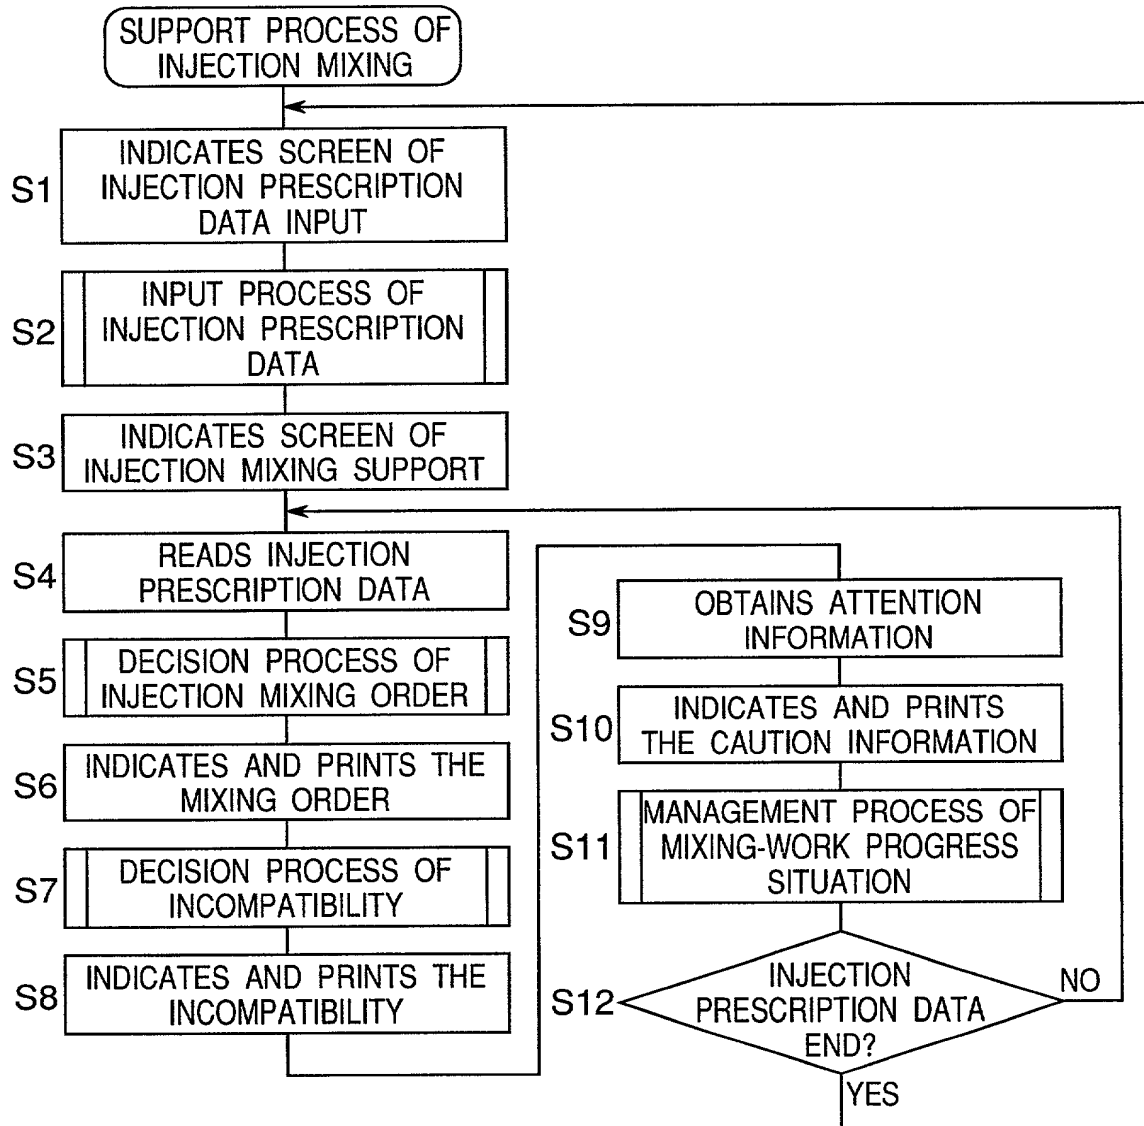 SUPPORT PROCESS OF
INJECTION MIXING
S1
INDICATES SCREEN OF
INJECTION PRESCRIPTION
DATA INPUT
S2
INPUT PROCESS OF
INJECTION PRESCRIPTION
DATA
S3
INDICATES SCREEN OF
INJECTION MIXING SUPPORT
S4
READS INJECTION
PRESCRIPTION DATA
S5
DECISION PROCESS OF
INJECTION MIXING ORDER
S6
INDICATES AND PRINTS THE
MIXING ORDER
S7
DECISION PROCESS OF
INCOMPATIBILITY
S8
INDICATES AND PRINTS THE
INCOMPATIBILITY
S9
OBTAINS ATTENTION
INFORMATION
S10
INDICATES AND PRINTS
THE CAUTION INFORMATION
S11
MANAGEMENT PROCESS OF
MIXING-WORK PROGRESS
SITUATION
S12
INJECTION
PRESCRIPTION DATA
END?
NO
YES